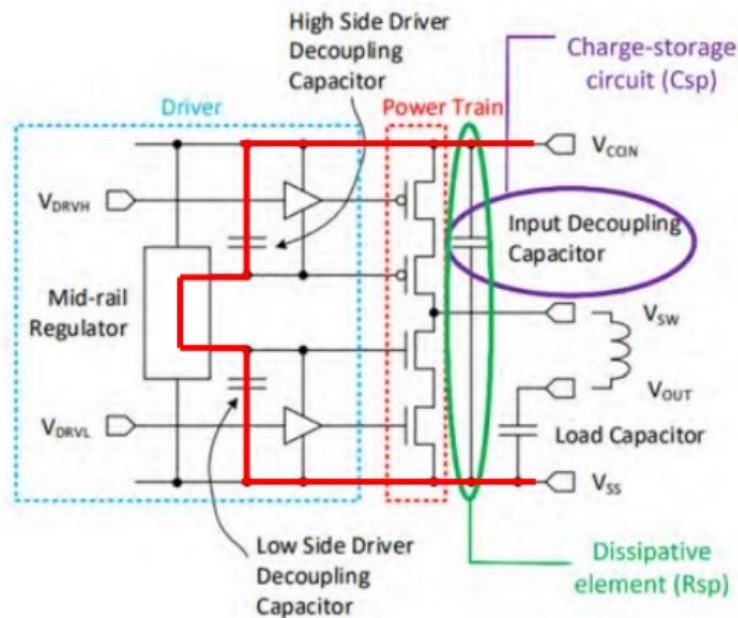 High Side Driver
Decoupling
Capacitor
Charge-storage
circuit (Csp)
Driver
Power Train
VCCIN
VDRVH
Input Decoupling
Capacitor
Mid-rail
Regulator
VSW
VOUT
VDRVL
Load Capacitor
VSS
Low Side Driver
Decoupling
Capacitor
Dissipative
element (Rsp)